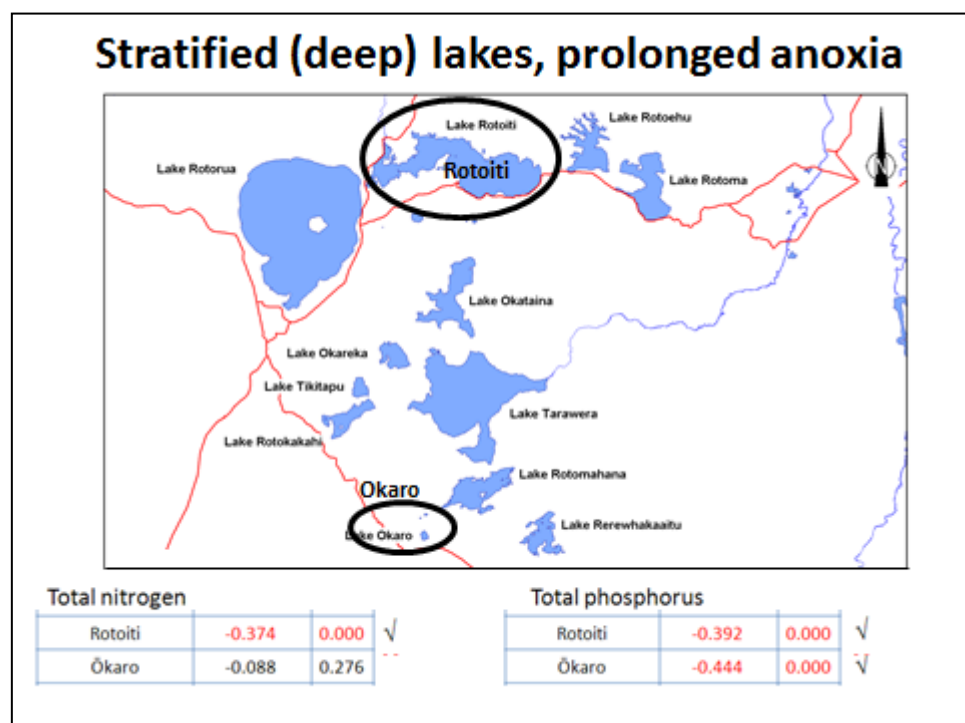 Stratified (deep) lakes, prolonged anoxia
Lake Rotoiti
Lake Rotoehu
Lake Rotorua
Rotoiti
Lake Rotoma
N
Lake Okataina
Lake Okareka
Lake Tikitapu
Lake Tarawera
Lake Rotokakahi
Lake Rotomahana
Okaro
Lake Rerewhakaaitu
Lake Okaro
Total nitrogen
Rotoiti -0.374 0.000 √
Ōkaro -0.088 0.276
Total phosphorus
Rotoiti -0.392 0.000 √
Ōkaro -0.444 0.000 √